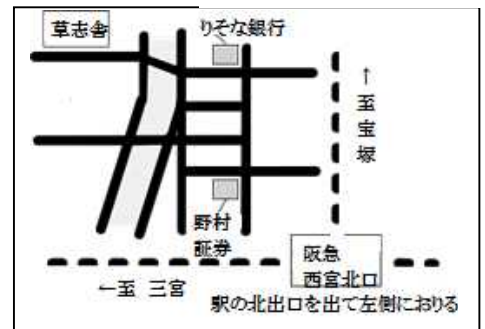 草志舎
りそな銀行
↑至宝塚
野村
証券
阪急
西宮北口
←至 三宮
駅の北出口を出て左側におりる